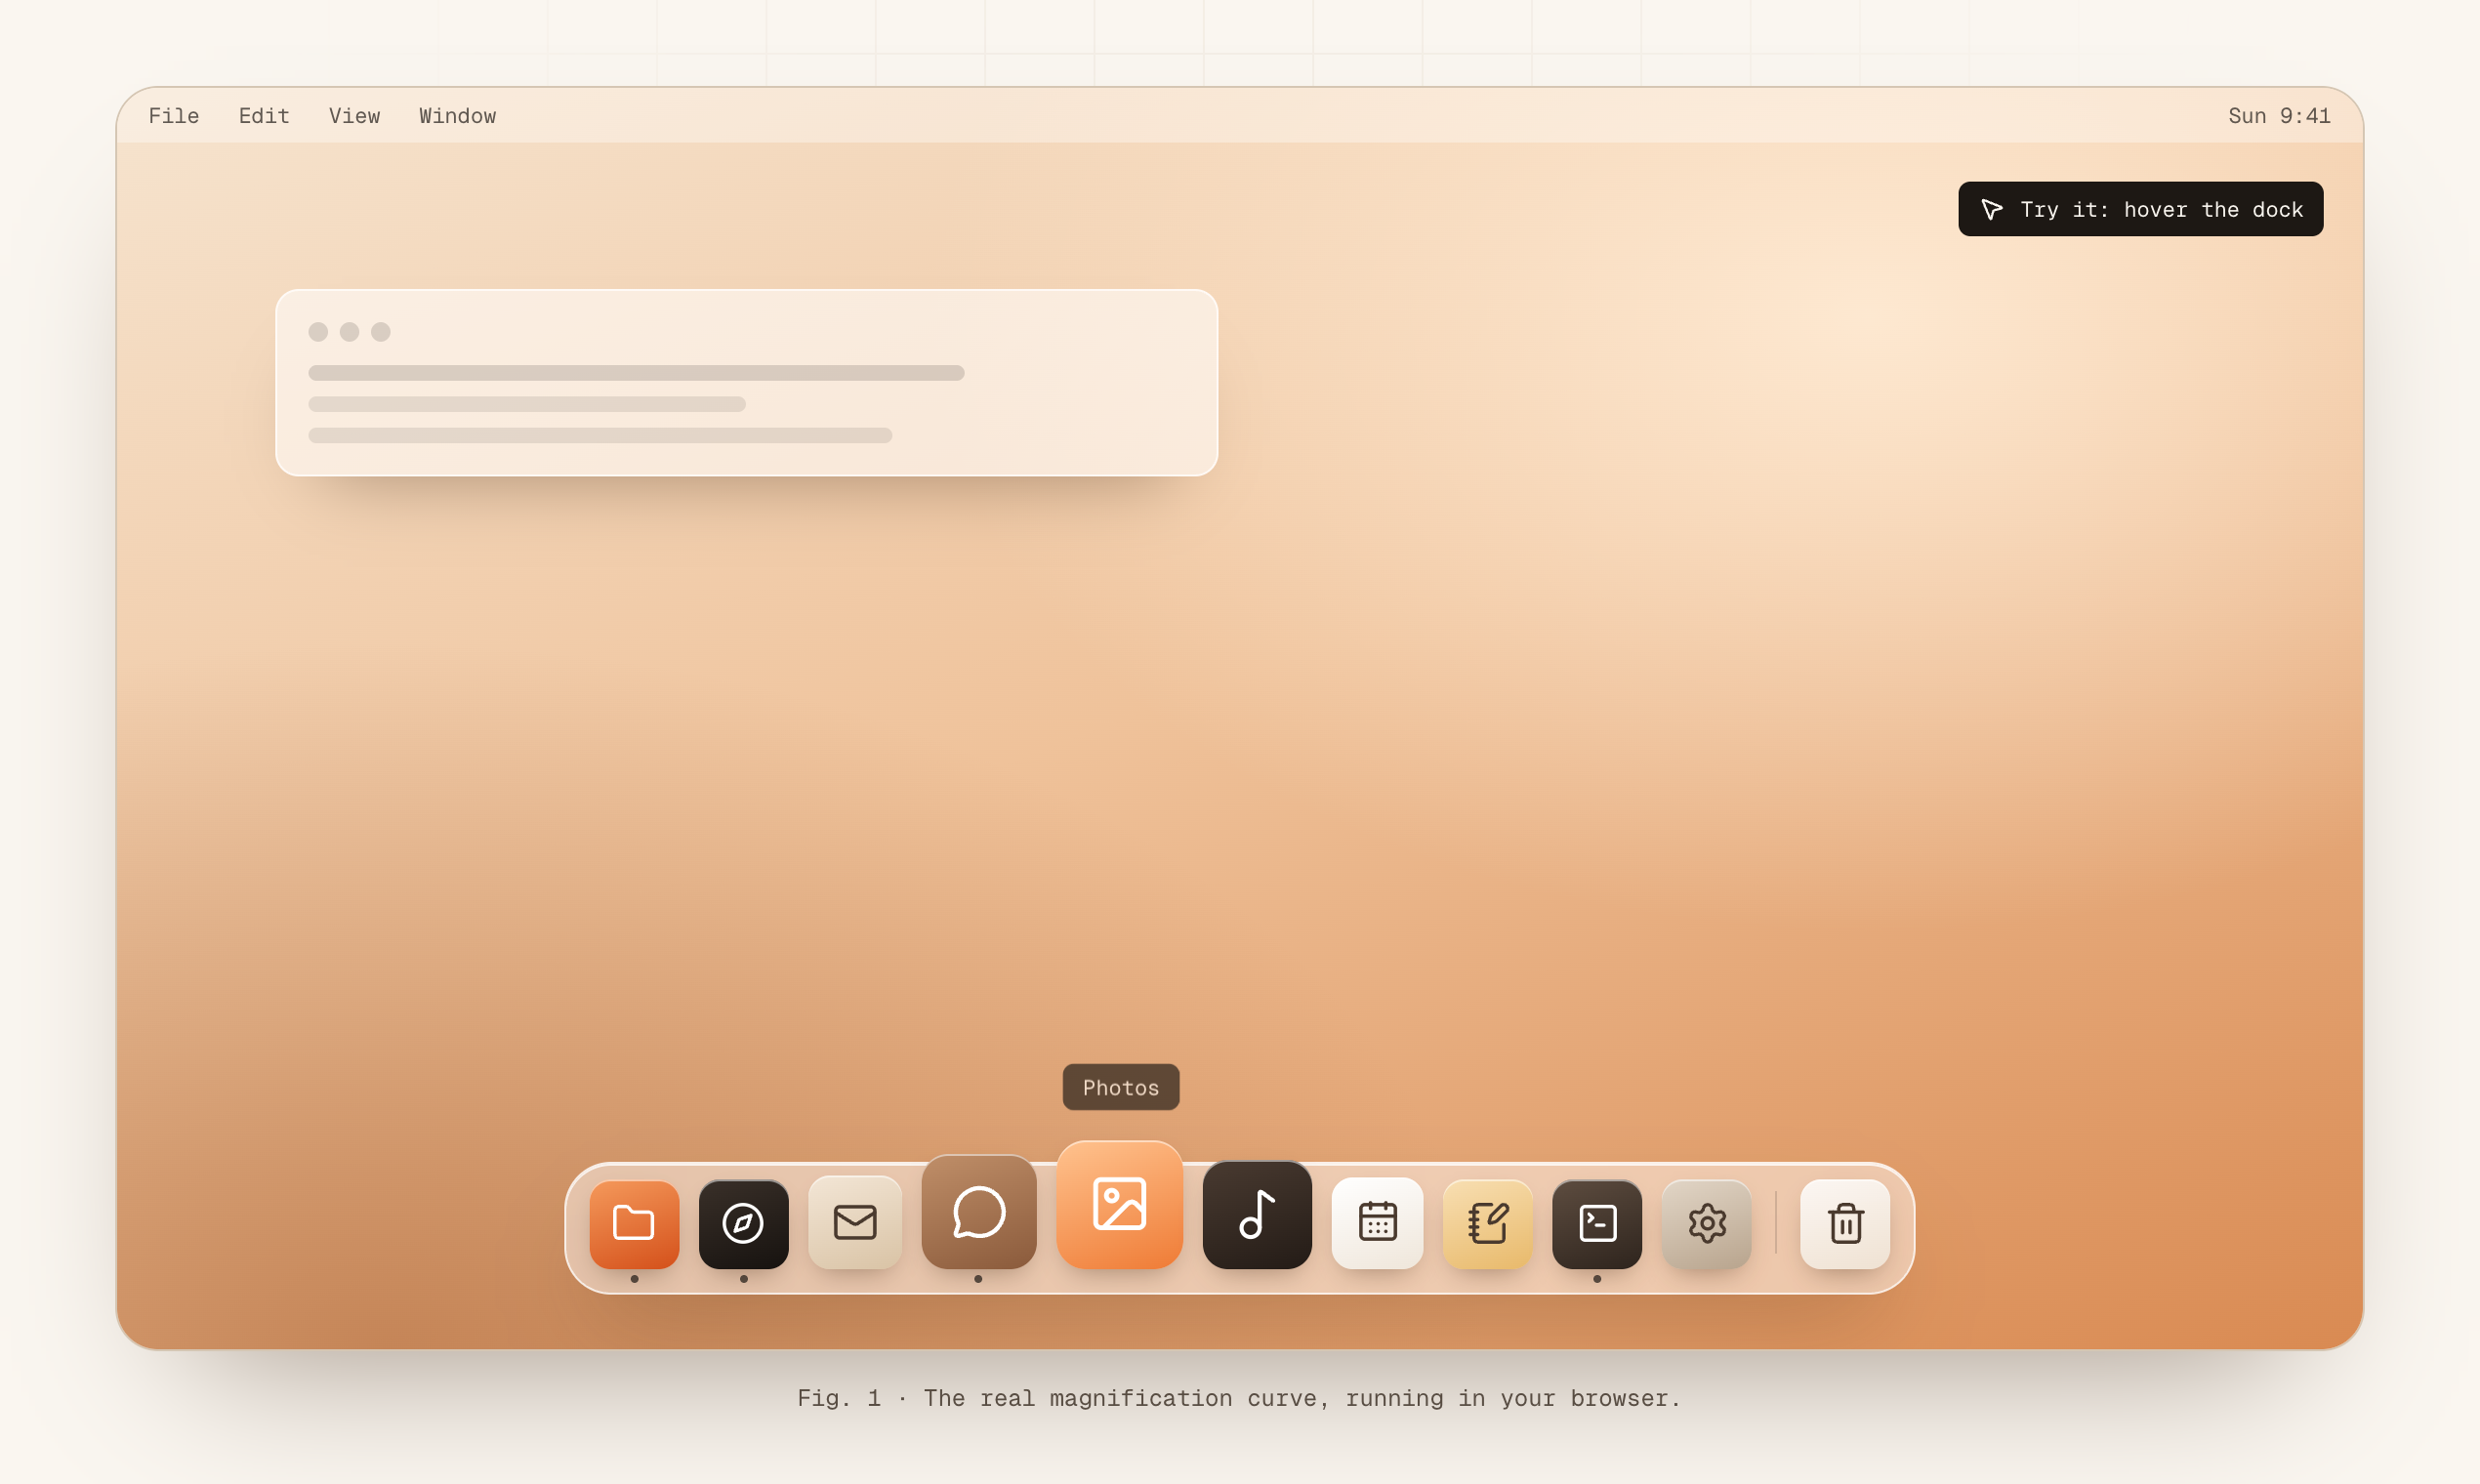 File Edit View Window Sun 9:41
Try it: hover the dock
Photos
Fig. 1 · The real magnification curve, running in your browser.